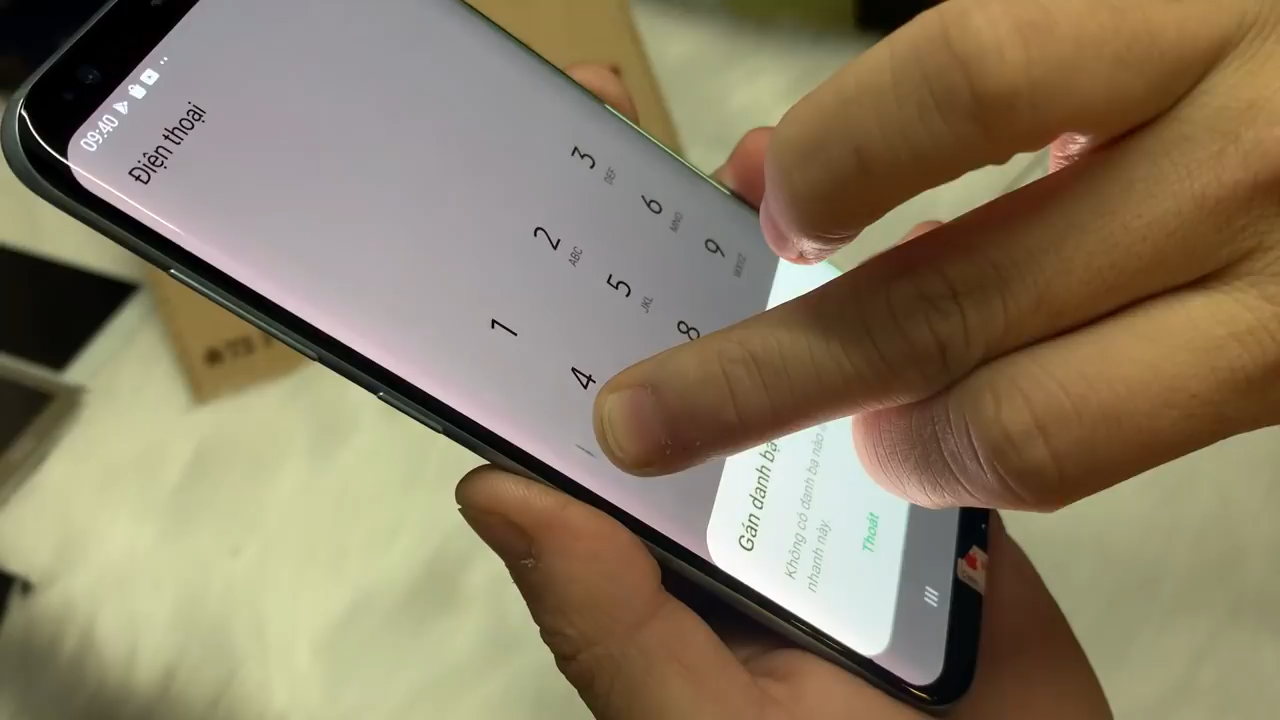 09:40
Điện thoại
1
2
ABC
3
DEF
4
5
JKL
6
MNO
8
9
WXYZ
Gán danh bạ
Không có danh bạ nào
nhanh này.
Thoát